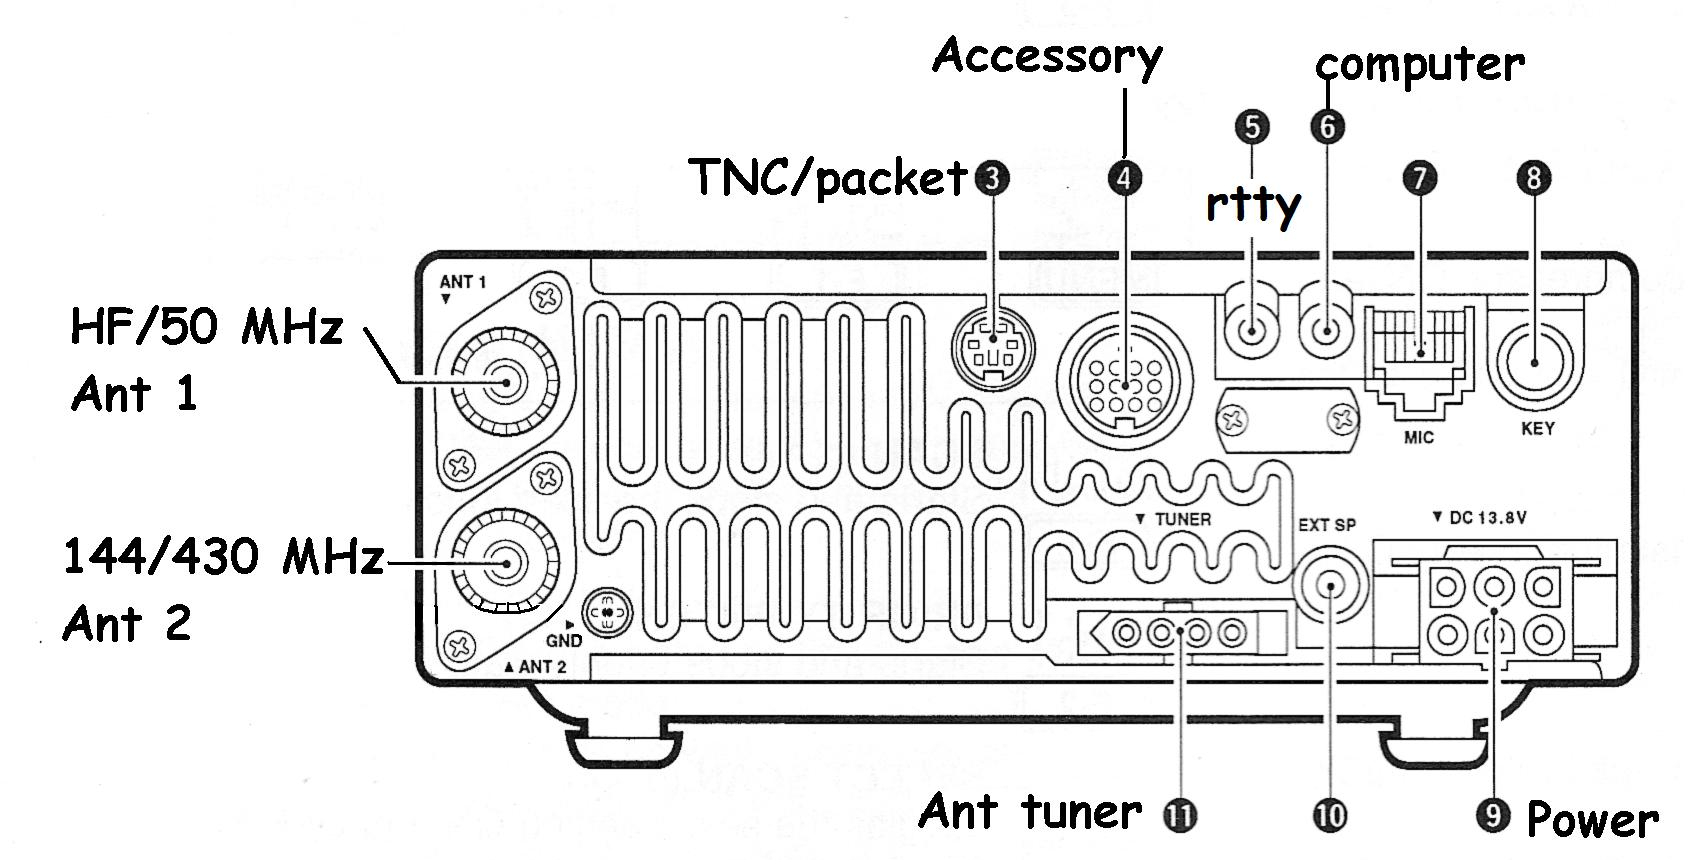 Accessory
computer
5
6
TNC/packet
3
4
rtty
7
8
ANT 1
HF/50 MHz
Ant 1
MIC
KEY
▼ TUNER
EXT SP
▼ DC 13.8V
144/430 MHz
Ant 2
GND
▲ ANT 2
Ant tuner
11
10
9
Power